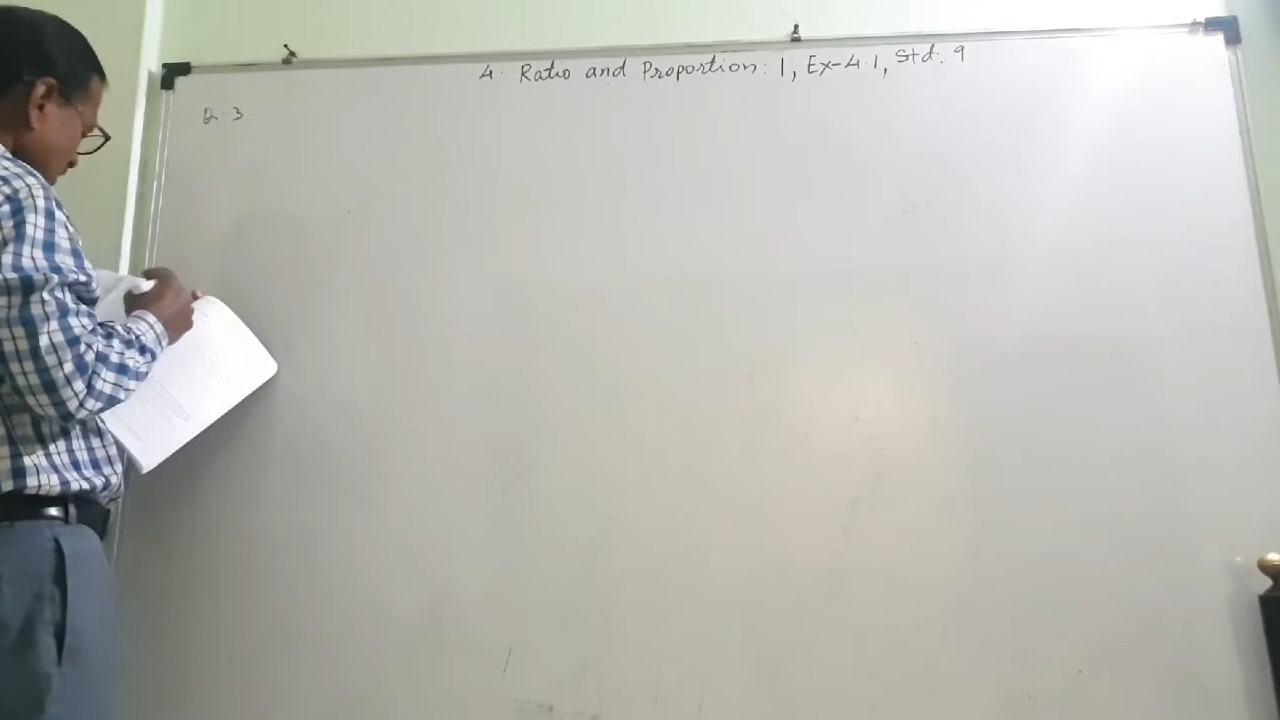 4. Ratio and Proportion: 1, Ex-4.1, Std. 9
Q. 3